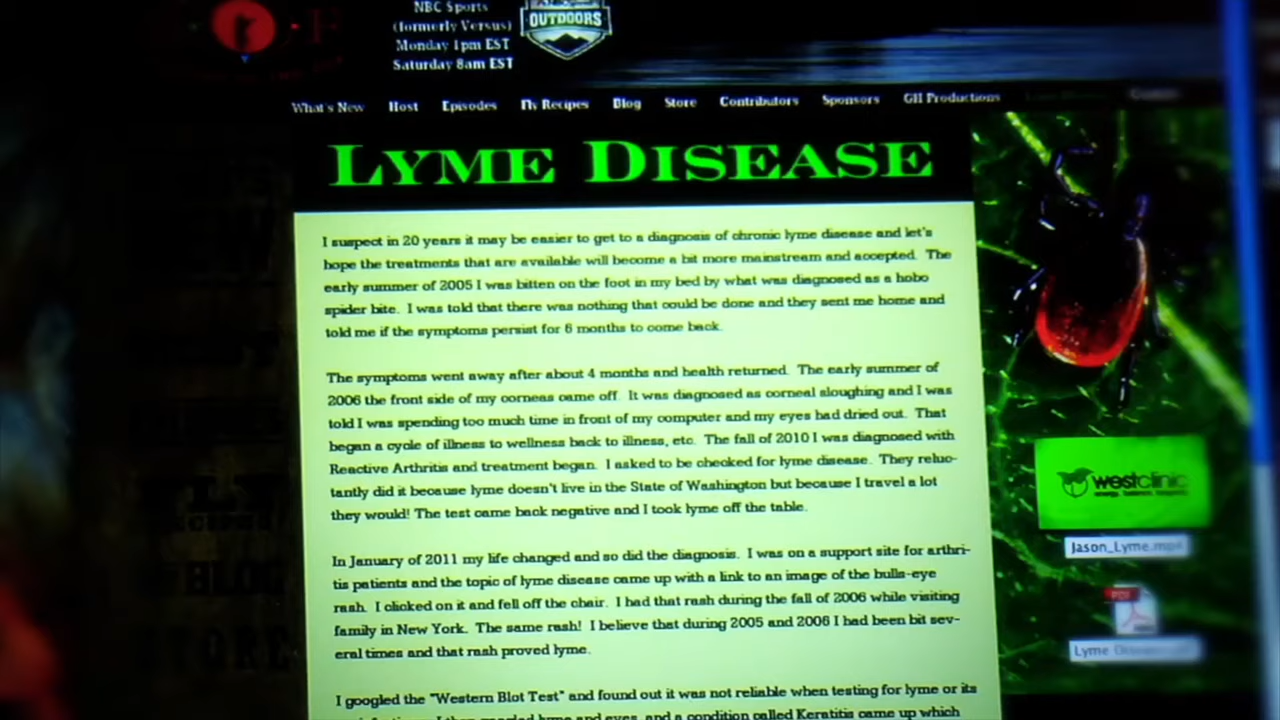 NBC Sports
(formerly Versus)
Monday 1pm EST
Saturday 8am EST
OUTDOORS
What's New Host Episodes Fly Recipes Blog Store Contributors Sponsors GH Productions
LYME DISEASE
I suspect in 20 years it may be easier to get to a diagnosis of chronic lyme disease and let's
hope the treatments that are available will become a bit more mainstream and accepted. The
early summer of 2005 I was bitten on the foot in my bed by what was diagnosed as a hobo
spider bite. I was told that there was nothing that could be done and they sent me home and
told me if the symptoms persist for 6 months to come back.
The symptoms went away after about 4 months and health returned. The early summer of
2006 the front side of my corneas came off. It was diagnosed as corneal sloughing and I was
told I was spending too much time in front of my computer and my eyes had dried out. That
began a cycle of illness to wellness back to illness, etc. The fall of 2010 I was diagnosed with
Reactive Arthritis and treatment began. I asked to be checked for lyme disease. They reluc-
tantly did it because lyme doesn't live in the State of Washington but because I travel a lot
they would! The test came back negative and I took lyme off the table.
In January of 2011 my life changed and so did the diagnosis. I was on a support site for arthri-
tis patients and the topic of lyme disease came up with a link to an image of the bulls-eye
rash. I clicked on it and fell off the chair. I had that rash during the fall of 2006 while visiting
family in New York. The same rash! I believe that during 2005 and 2006 I had been bit sev-
eral times and that rash proved lyme.
I googled the "Western Blot Test" and found out it was not reliable when testing for lyme or its
and eyes, and a condition called Keratitis came up which
westclinic
Jason_Lyme.mp4
PDF
Lyme
BLOG
STORE